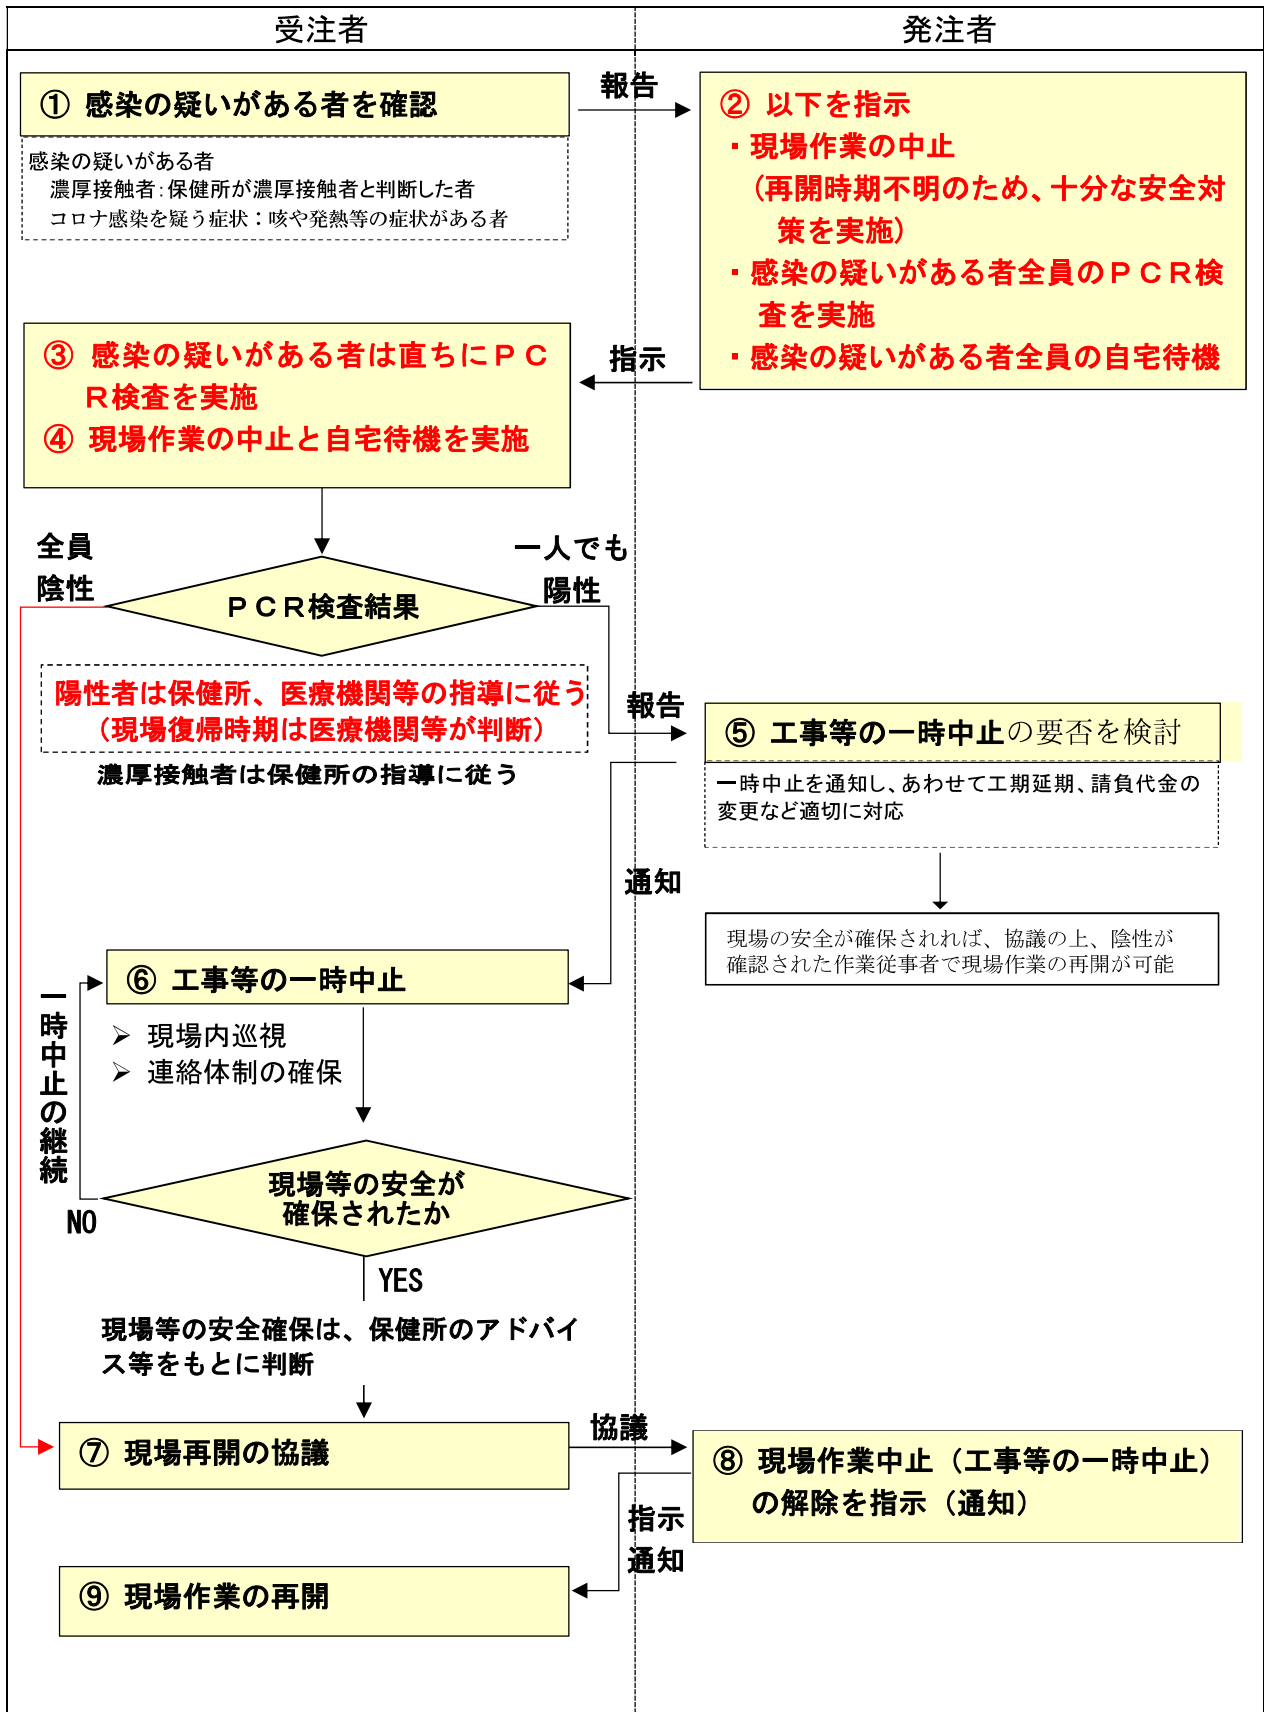 受注者
発注者
① 感染の疑いがある者を確認
感染の疑いがある者
濃厚接触者：保健所が濃厚接触者と判断した者
コロナ感染を疑う症状：咳や発熱等の症状がある者
報告
② 以下を指示
・現場作業の中止
（再開時期不明のため、十分な安全対
策を実施）
・感染の疑いがある者全員のＰＣＲ検
査を実施
・感染の疑いがある者全員の自宅待機
指示
③ 感染の疑いがある者は直ちにＰＣ
Ｒ検査を実施
④ 現場作業の中止と自宅待機を実施
全員
陰性
一人でも
陽性
ＰＣＲ検査結果
陽性者は保健所、医療機関等の指導に従う
（現場復帰時期は医療機関等が判断）
濃厚接触者は保健所の指導に従う
報告
⑤ 工事等の一時中止の要否を検討
一時中止を通知し、あわせて工期延期、請負代金の
変更など適切に対応
通知
現場の安全が確保されれば、協議の上、陰性が
確認された作業従事者で現場作業の再開が可能
⑥ 工事等の一時中止
➢ 現場内巡視
➢ 連絡体制の確保
一時中止の継続
現場等の安全が
確保されたか
NO
YES
現場等の安全確保は、保健所のアドバイ
ス等をもとに判断
⑦ 現場再開の協議
協議
⑧ 現場作業中止（工事等の一時中止）
の解除を指示（通知）
指示
通知
⑨ 現場作業の再開